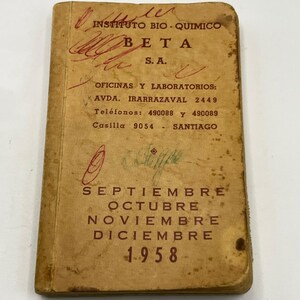 INSTITUTO BIO - QUIMICO
BETA
S. A.
OFICINAS Y LABORATORIOS:
AVDA. IRARRAZAVAL 2449
Teléfonos: 490088 y 490089
Casilla 9054 - SANTIAGO
SEPTIEMBRE
OCTUBRE
NOVIEMBRE
DICIEMBRE
1958